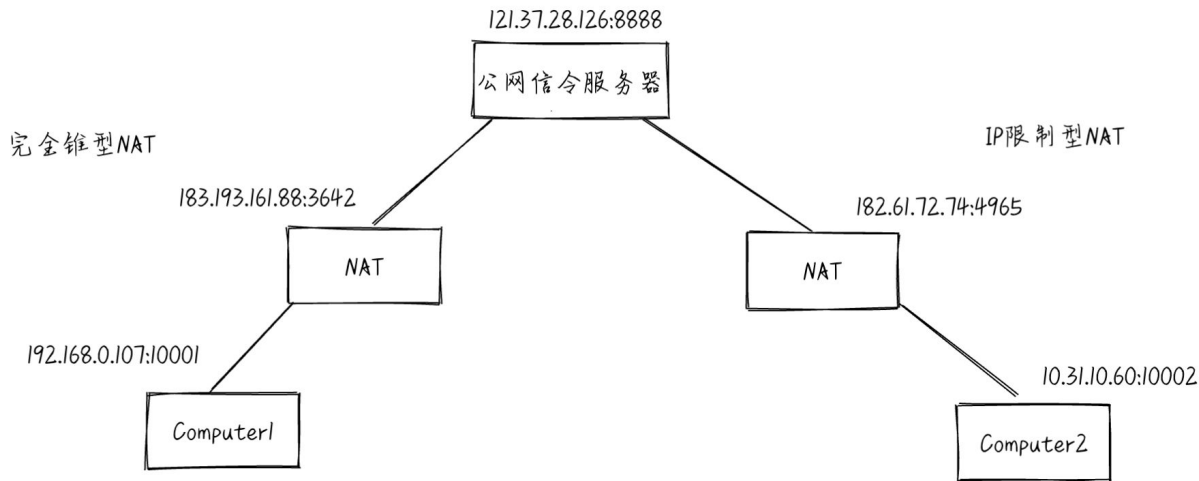 121.37.28.126:8888
公网信令服务器
完全锥型NAT
IP限制型NAT
183.193.161.88:3642
182.61.72.74:4965
NAT
NAT
192.168.0.107:10001
10.31.10.60:10002
Computer1
Computer2